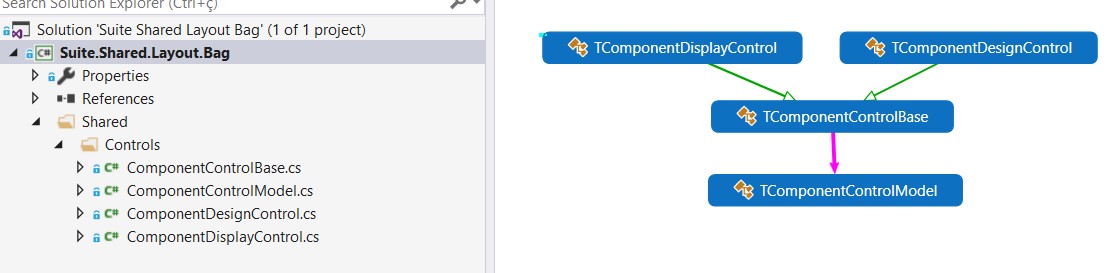 Search Solution Explorer (Ctrl+ç)
Solution 'Suite Shared Layout Bag' (1 of 1 project)
C# Suite.Shared.Layout.Bag
Properties
References
Shared
Controls
C# ComponentControlBase.cs
C# ComponentControlModel.cs
C# ComponentDesignControl.cs
C# ComponentDisplayControl.cs
TComponentDisplayControl
TComponentDesignControl
TComponentControlBase
TComponentControlModel